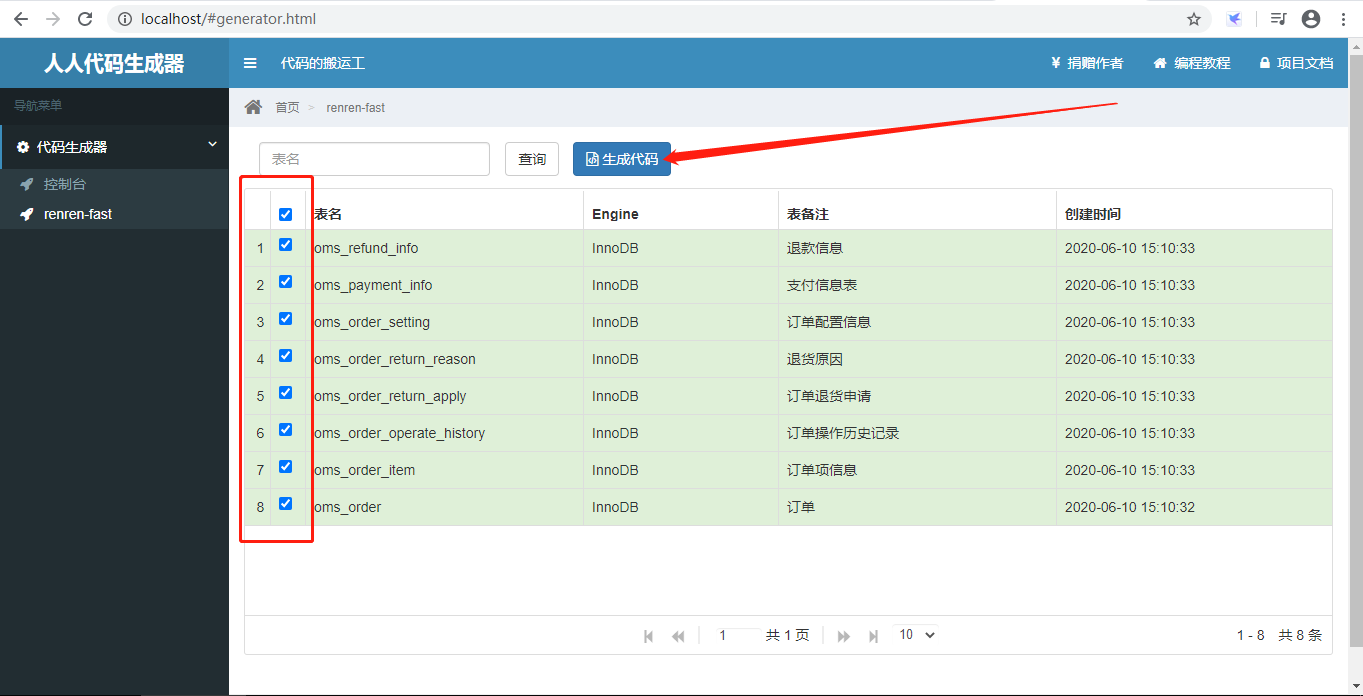 localhost/#generator.html
人人代码生成器
代码的搬运工
¥ 捐赠作者 编程教程 项目文档
导航菜单
首页 > renren-fast
代码生成器
表名 查询 生成代码
控制台
renren-fast
表名 Engine 表备注 创建时间
1 oms_refund_info InnoDB 退款信息 2020-06-10 15:10:33
2 oms_payment_info InnoDB 支付信息表 2020-06-10 15:10:33
3 oms_order_setting InnoDB 订单配置信息 2020-06-10 15:10:33
4 oms_order_return_reason InnoDB 退货原因 2020-06-10 15:10:33
5 oms_order_return_apply InnoDB 订单退货申请 2020-06-10 15:10:33
6 oms_order_operate_history InnoDB 订单操作历史记录 2020-06-10 15:10:33
7 oms_order_item InnoDB 订单项信息 2020-06-10 15:10:33
8 oms_order InnoDB 订单 2020-06-10 15:10:32
1 共 1 页 10 1 - 8 共 8 条